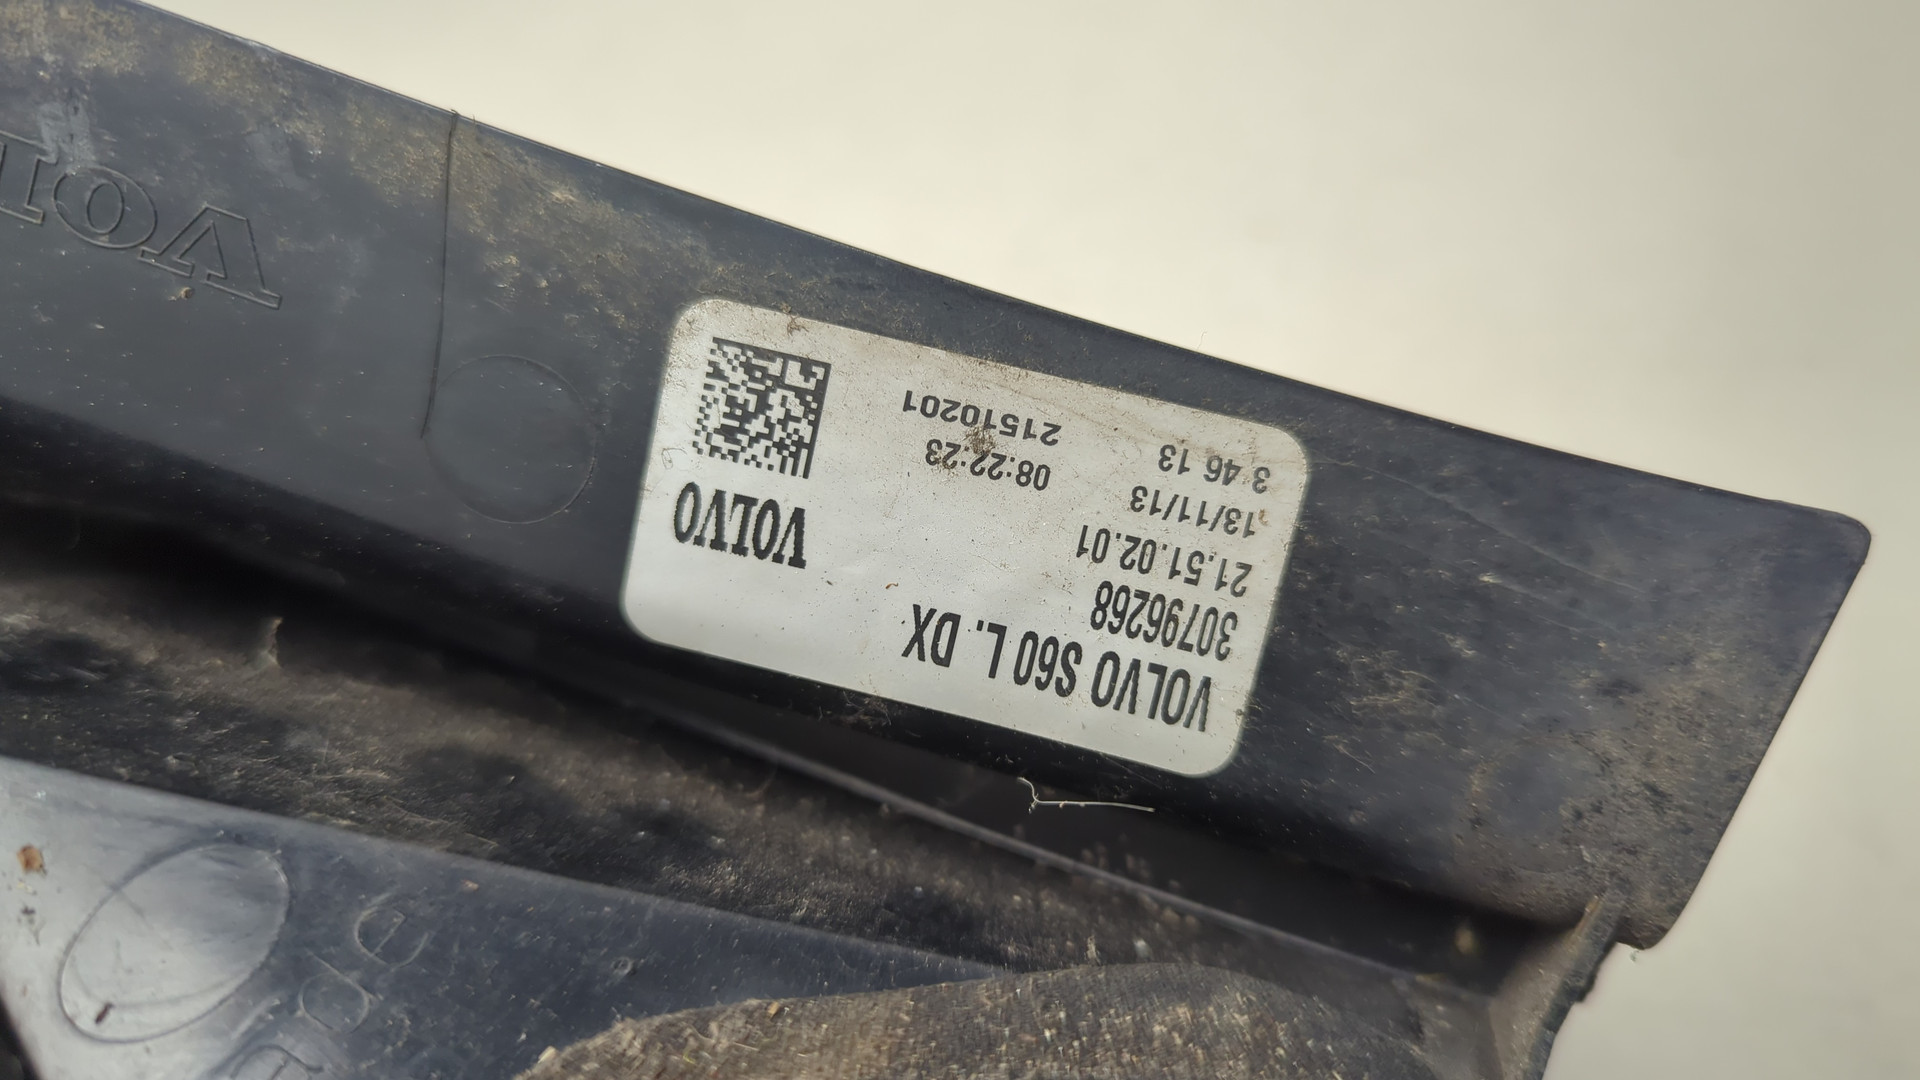 VOLVO S60 L. DX
30796268
21.51.02.01
13/11/13 08:22:23
3 46 13 21510201
VOLVO
VOL